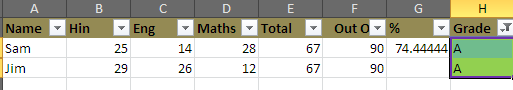 A B C D E F G H
Name Hin Eng Maths Total Out O % Grade
Sam 25 14 28 67 90 74.44444 A
Jim 29 26 12 67 90 A